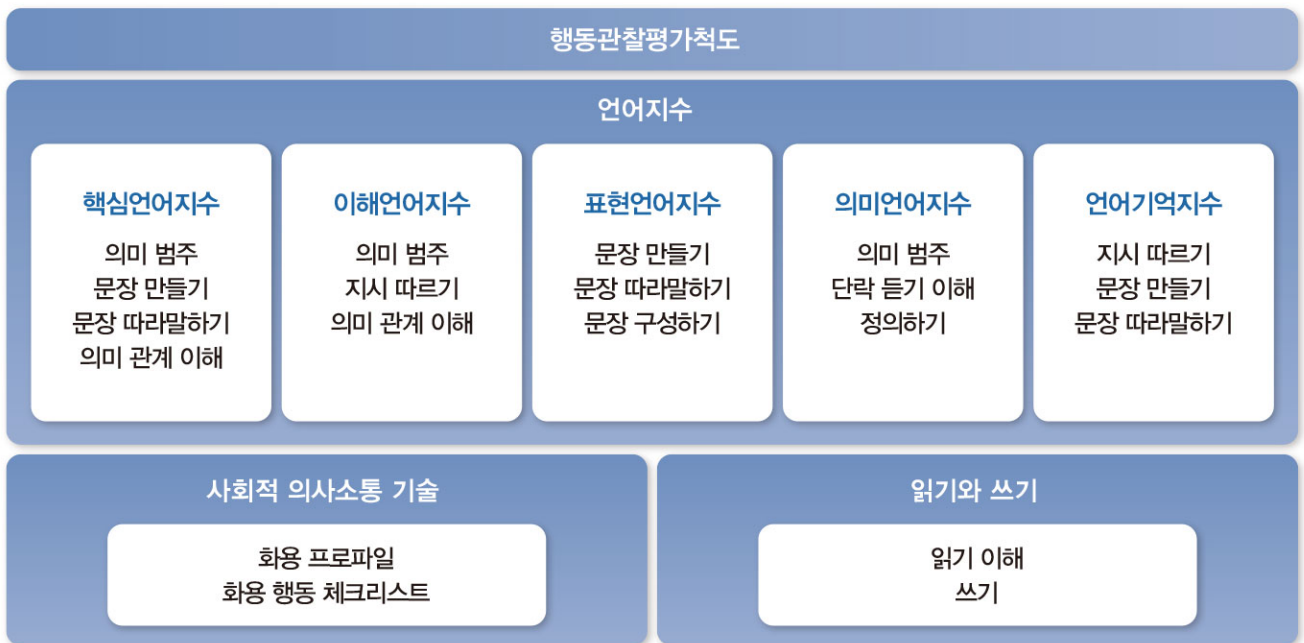 행동관찰평가척도
언어지수
핵심언어지수
의미 범주
문장 만들기
문장 따라말하기
의미 관계 이해
이해언어지수
의미 범주
지시 따르기
의미 관계 이해
표현언어지수
문장 만들기
문장 따라말하기
문장 구성하기
의미언어지수
의미 범주
단락 듣기 이해
정의하기
언어기억지수
지시 따르기
문장 만들기
문장 따라말하기
사회적 의사소통 기술
화용 프로파일
화용 행동 체크리스트
읽기와 쓰기
읽기 이해
쓰기